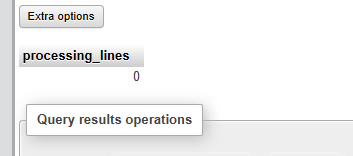 Extra options
processing_lines
0
Query results operations